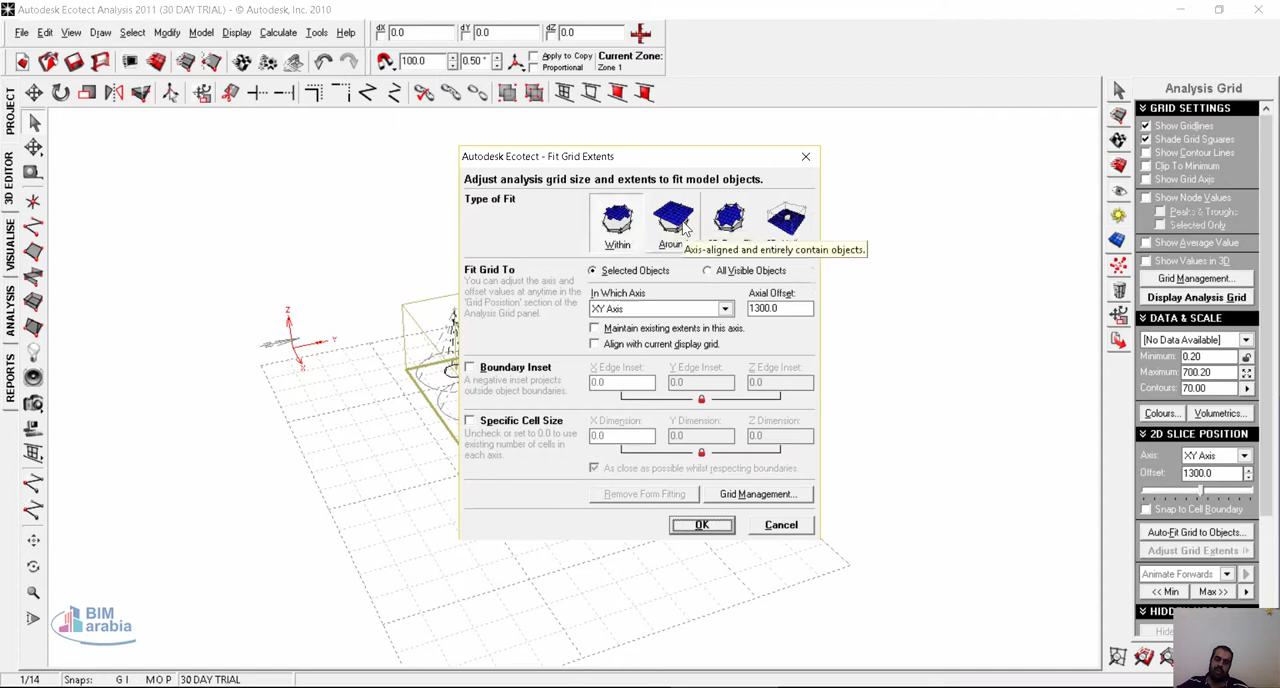 Autodesk Ecotect Analysis 2011 (30 DAY TRIAL) - © Autodesk, Inc. 2010
File Edit View Draw Select Modify Model Display Calculate Tools Help
dX 0.0 dY 0.0 dZ 0.0
100.0 0.50° Apply to Copy Proportional Current Zone: Zone 1
PROJECT
3D EDITOR
VISUALISE
ANALYSIS
REPORTS
Autodesk Ecotect - Fit Grid Extents
Adjust analysis grid size and extents to fit model objects.
Type of Fit
Within
Axis-aligned and entirely contain objects.
Fit Grid To
You can adjust the axis and
offset values at anytime in the
'Grid Position' section of the
Analysis Grid panel.
Selected Objects All Visible Objects
In Which Axis Axial Offset:
XY Axis 1300.0
Maintain existing extents in this axis.
Align with current display grid.
Boundary Inset
A negative inset projects
outside object boundaries.
X Edge Inset: Y Edge Inset: Z Edge Inset:
0.0 0.0 0.0
Specific Cell Size
Uncheck or set to 0.0 to use
existing number of cells in
each axis.
X Dimension: Y Dimension: Z Dimension:
0.0 0.0 0.0
As close as possible whilst respecting boundaries.
Remove Form Fitting Grid Management...
OK Cancel
Z
Y
X
BIM
arabia
Analysis Grid
GRID SETTINGS
Show Gridlines
Shade Grid Squares
Show Contour Lines
Clip To Minimum
Show Grid Axis
Show Node Values
Peaks & Troughs
Selected Only
Show Average Value
Show Values in 3D
Grid Management...
Display Analysis Grid
DATA & SCALE
[No Data Available]
Minimum: 0.20
Maximum: 700.20
Contours: 70.00
Colours... Volumetrics...
2D SLICE POSITION
Axis: XY Axis
Offset: 1300.0
Snap to Cell Boundary
Auto-Fit Grid to Objects...
Adjust Grid Extents
Animate Forwards
<< Min Max >>
1/14 Snaps: G I M O P 30 DAY TRIAL